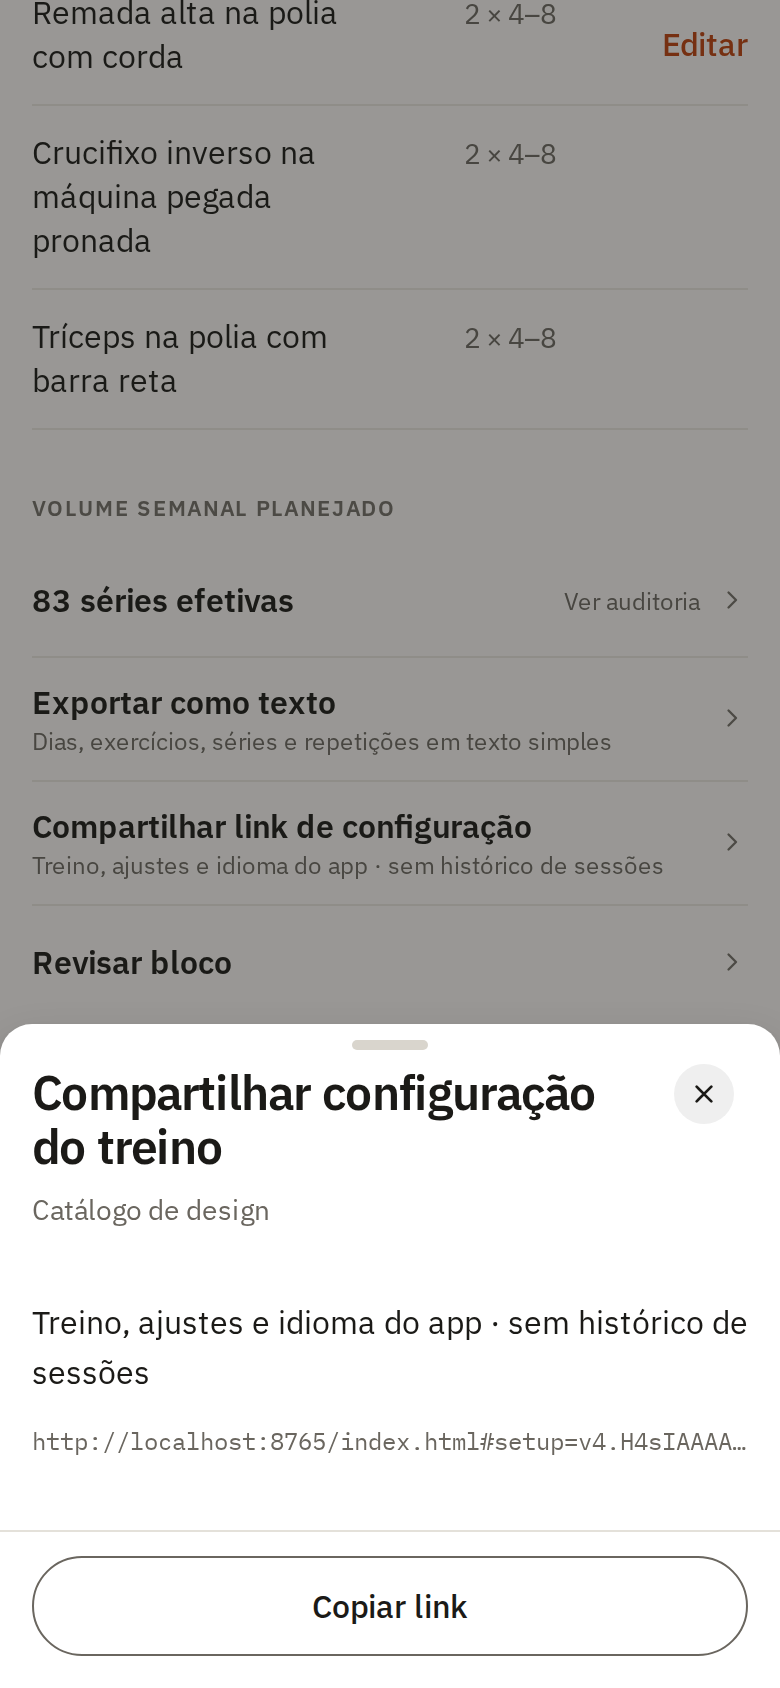 Remada alta na polia
com corda
2 × 4–8
Editar
Crucifixo inverso na
máquina pegada
pronada
2 × 4–8
Tríceps na polia com
barra reta
2 × 4–8
VOLUME SEMANAL PLANEJADO
83 séries efetivas
Ver auditoria
Exportar como texto
Dias, exercícios, séries e repetições em texto simples
Compartilhar link de configuração
Treino, ajustes e idioma do app · sem histórico de sessões
Revisar bloco
Compartilhar configuração
do treino
Catálogo de design
Treino, ajustes e idioma do app · sem histórico de
sessões
http://localhost:8765/index.html#setup=v4.H4sIAAAA…
Copiar link